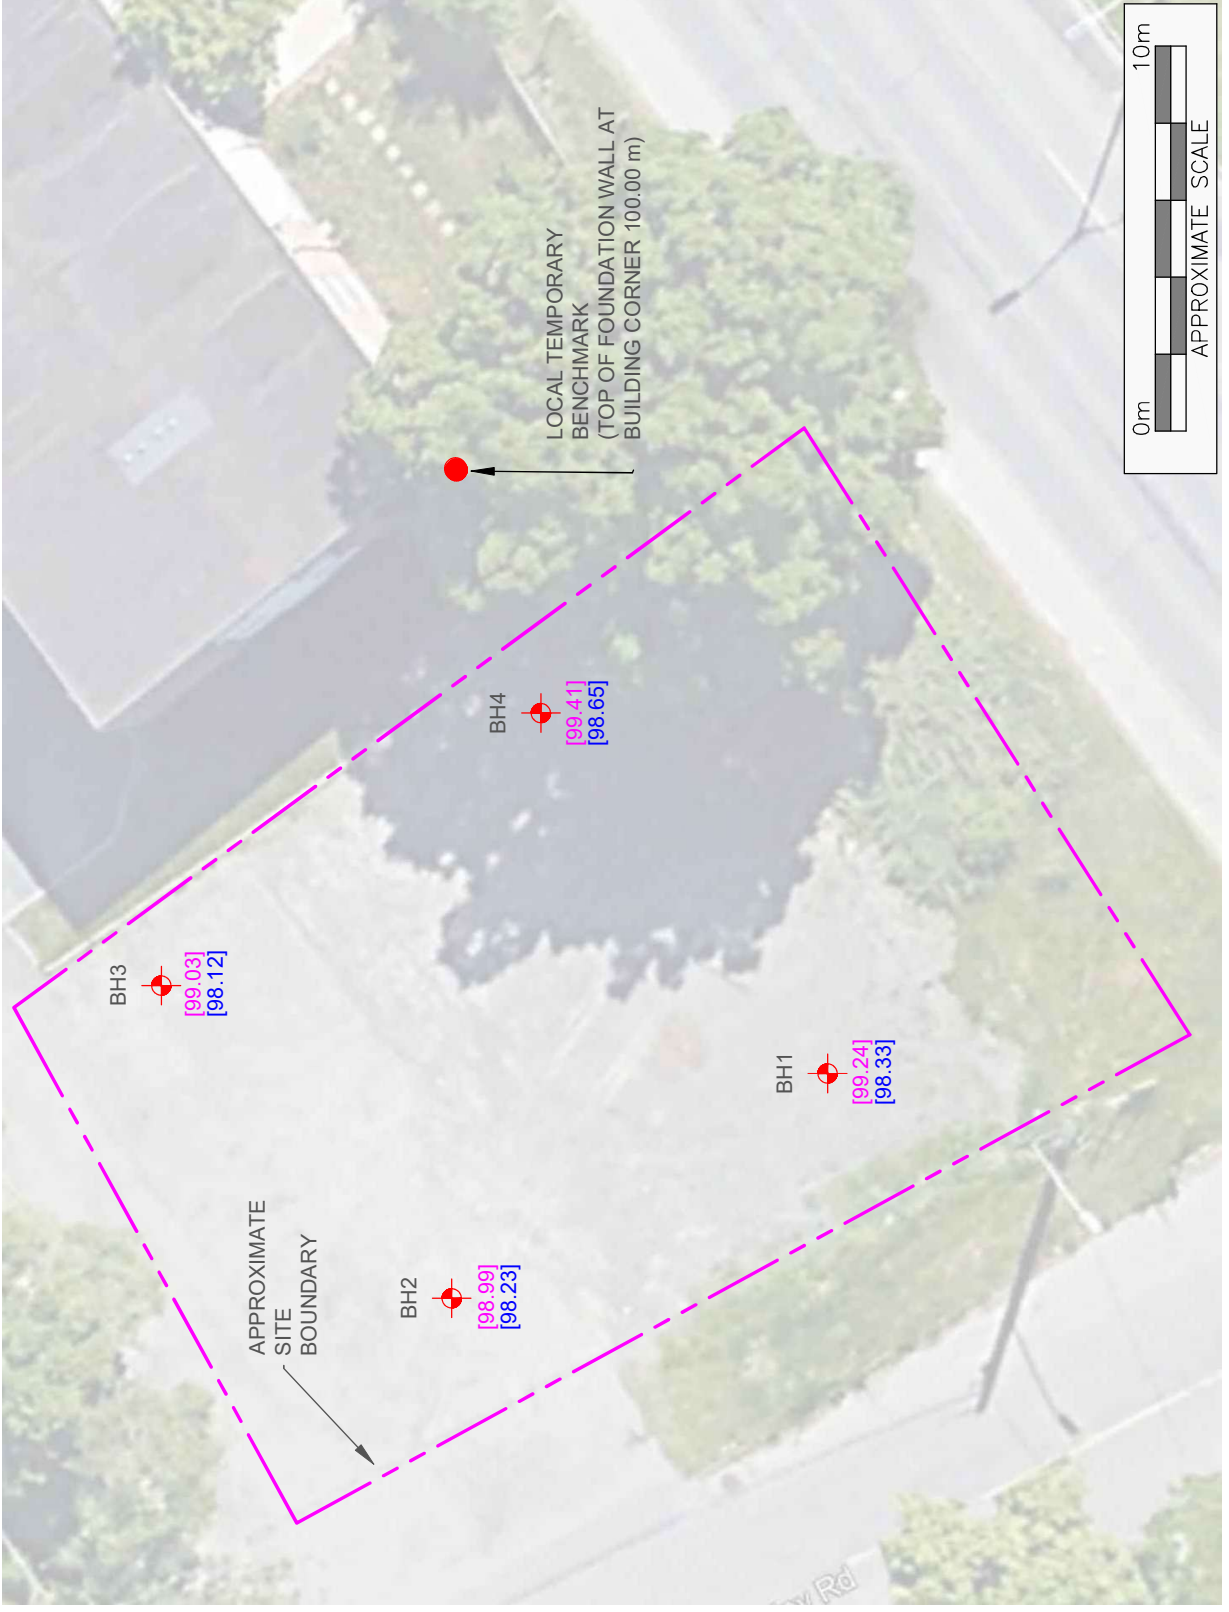 LOCAL TEMPORARY
BENCHMARK
(TOP OF FOUNDATION WALL AT
BUILDING CORNER 100.00 m)
BH3
[99.03]
[98.12]
BH4
[99.41]
[98.65]
APPROXIMATE
SITE
BOUNDARY
BH2
[98.99]
[98.23]
BH1
[99.24]
[98.33]
0m
10m
APPROXIMATE SCALE
Rd